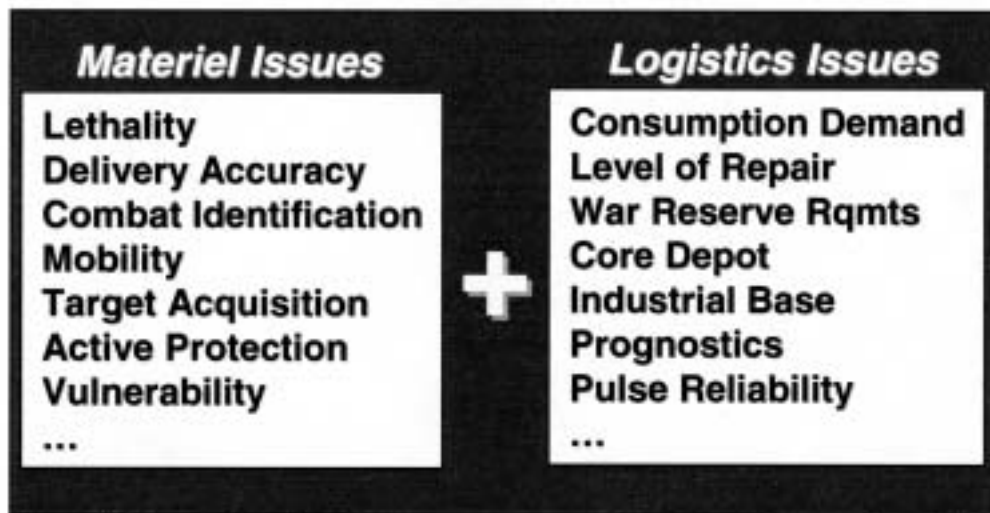 Materiel Issues
Lethality
Delivery Accuracy
Combat Identification
Mobility
Target Acquisition
Active Protection
Vulnerability
...
+
Logistics Issues
Consumption Demand
Level of Repair
War Reserve Rqmts
Core Depot
Industrial Base
Prognostics
Pulse Reliability
...